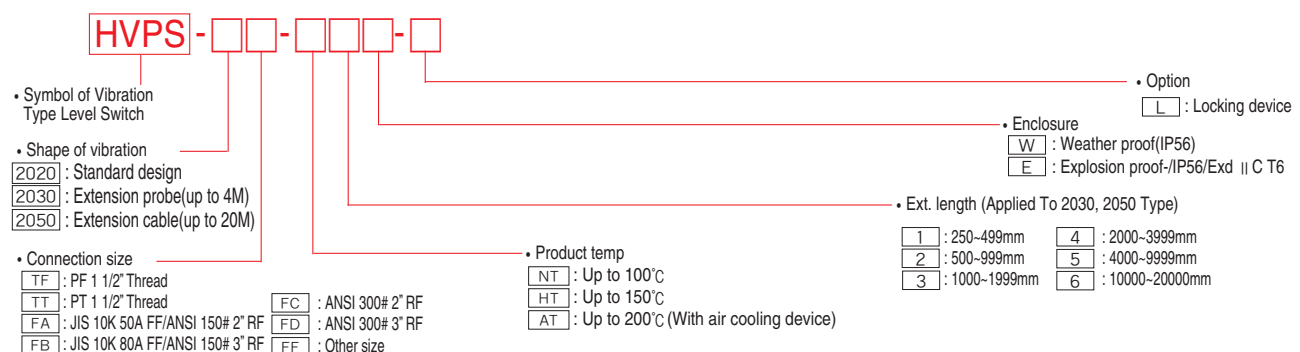 HVPS - □□ - □□□ - □
• Symbol of Vibration
Type Level Switch
• Shape of vibration
2020 : Standard design
2030 : Extension probe(up to 4M)
2050 : Extension cable(up to 20M)
• Connection size
TF : PF 1 1/2" Thread
TT : PT 1 1/2" Thread
FA : JIS 10K 50A FF/ANSI 150# 2" RF
FB : JIS 10K 80A FF/ANSI 150# 3" RF
FC : ANSI 300# 2" RF
FD : ANSI 300# 3" RF
FF : Other size
• Product temp
NT : Up to 100°C
HT : Up to 150°C
AT : Up to 200°C (With air cooling device)
• Ext. length (Applied To 2030, 2050 Type)
1 : 250~499mm
2 : 500~999mm
3 : 1000~1999mm
4 : 2000~3999mm
5 : 4000~9999mm
6 : 10000~20000mm
• Enclosure
W : Weather proof(IP56)
E : Explosion proof-/IP56/Exd II C T6
• Option
L : Locking device